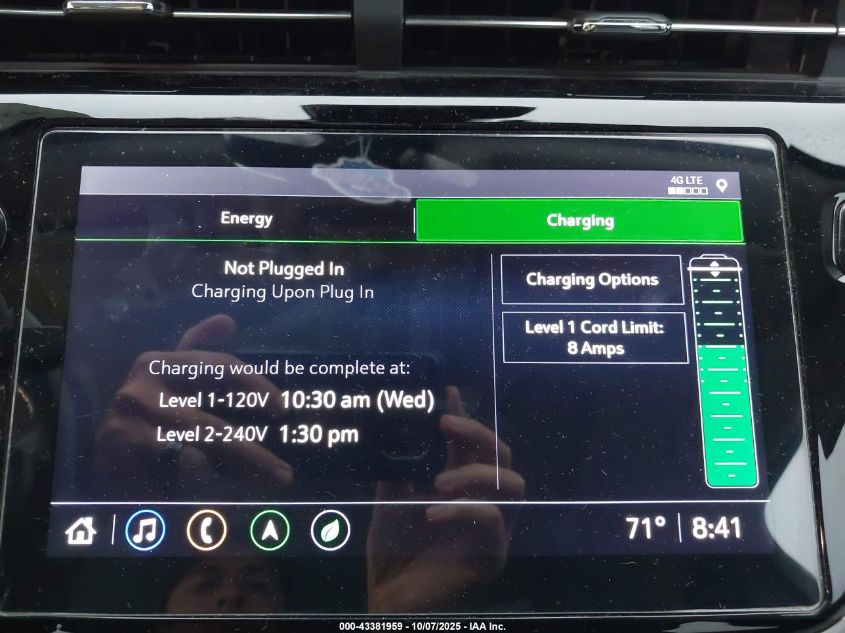 4G LTE
Energy
Charging
Not Plugged In
Charging Upon Plug In
Charging Options
Level 1 Cord Limit:
8 Amps
Charging would be complete at:
Level 1-120V 10:30 am (Wed)
Level 2-240V 1:30 pm
71° 8:41
000-43381959 - 10/07/2025 - IAA Inc.